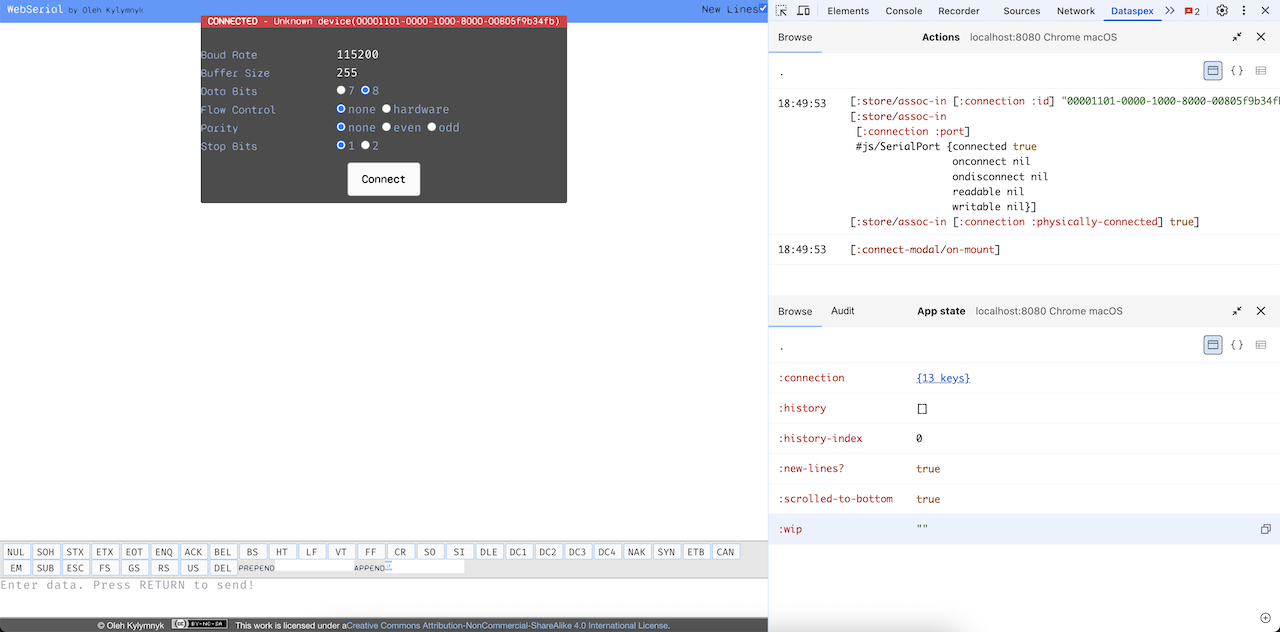 WebSerial by Oleh Kylymnyk
New Lines
CONNECTED - Unknown device(00001101-0000-1000-8000-00805f9b34fb)
Baud Rate 115200
Buffer Size 255
Data Bits 7 8
Flow Control none hardware
Parity none even odd
Stop Bits 1 2
Connect
NUL SOH STX ETX EOT ENQ ACK BEL BS HT LF VT FF CR SO SI DLE DC1 DC2 DC3 DC4 NAK SYN ETB CAN
EM SUB ESC FS GS RS US DEL PREPEND APPEND
Enter data. Press RETURN to send!
© Oleh Kylymnyk (cc) BY-NC-SA This work is licensed under aCreative Commons Attribution-NonCommercial-ShareAlike 4.0 International License.
Elements Console Recorder Sources Network Dataspex 2
Browse Actions localhost:8080 Chrome macOS
.
{ }
18:49:53 [:store/assoc-in [:connection :id] "00001101-0000-1000-8000-00805f9b34f
[:store/assoc-in
[:connection :port]
#js/SerialPort {connected true
onconnect nil
ondisconnect nil
readable nil
writable nil}]
[:store/assoc-in [:connection :physically-connected] true]
18:49:53 [:connect-modal/on-mount]
Browse Audit App state localhost:8080 Chrome macOS
.
{ }
:connection {13 keys}
:history []
:history-index 0
:new-lines? true
:scrolled-to-bottom true
:wip ""